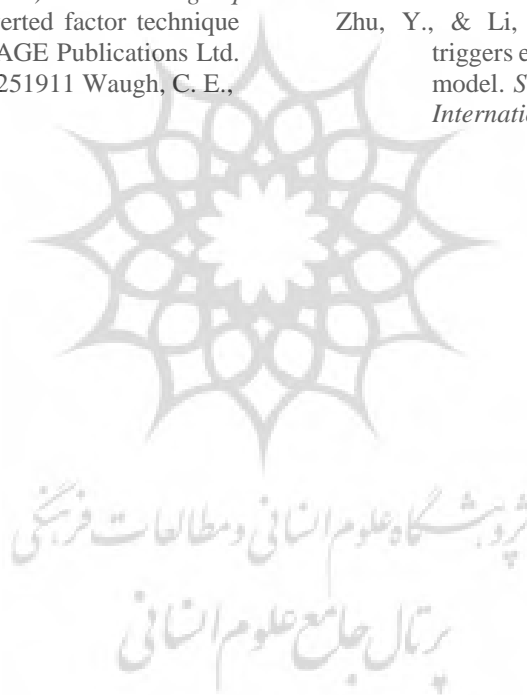 erted factor technique
AGE Publications Ltd.
251911 Waugh, C. E.,
Zhu, Y., & Li,
triggers e
model. S
Internatio
پژوهشگاه علوم انسانی و مطالعات فرهنگی
پرتال جامع علوم انسانی